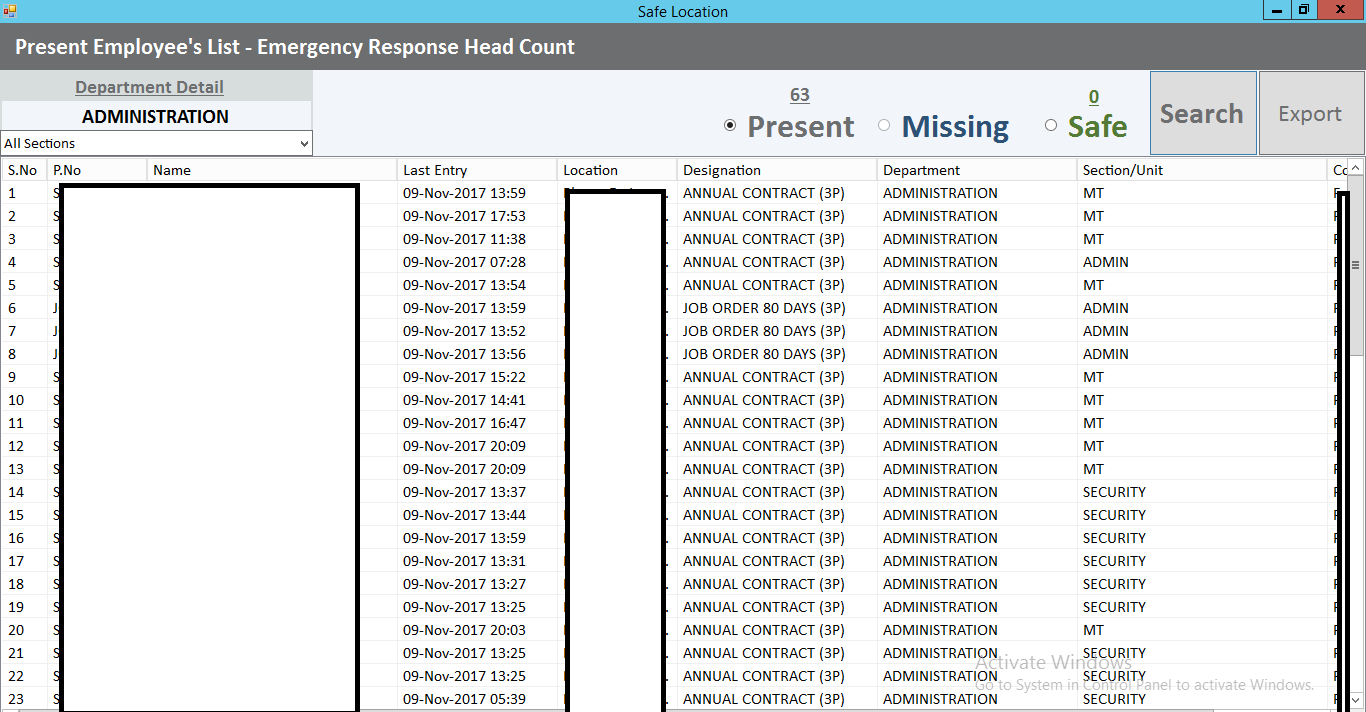 Safe Location
Present Employee's List - Emergency Response Head Count
Department Detail
ADMINISTRATION
All Sections
63
Present
Missing
0
Safe
Search
Export
S.No P.No Name Last Entry Location Designation Department Section/Unit Co
1 S 09-Nov-2017 13:59 ANNUAL CONTRACT (3P) ADMINISTRATION MT
2 S 09-Nov-2017 17:53 ANNUAL CONTRACT (3P) ADMINISTRATION MT
3 S 09-Nov-2017 11:38 ANNUAL CONTRACT (3P) ADMINISTRATION MT
4 S 09-Nov-2017 07:28 ANNUAL CONTRACT (3P) ADMINISTRATION ADMIN
5 S 09-Nov-2017 13:54 ANNUAL CONTRACT (3P) ADMINISTRATION MT
6 J 09-Nov-2017 13:59 JOB ORDER 80 DAYS (3P) ADMINISTRATION ADMIN
7 J 09-Nov-2017 13:52 JOB ORDER 80 DAYS (3P) ADMINISTRATION ADMIN
8 J 09-Nov-2017 13:56 JOB ORDER 80 DAYS (3P) ADMINISTRATION ADMIN
9 S 09-Nov-2017 15:22 ANNUAL CONTRACT (3P) ADMINISTRATION MT
10 S 09-Nov-2017 14:41 ANNUAL CONTRACT (3P) ADMINISTRATION MT
11 S 09-Nov-2017 16:47 ANNUAL CONTRACT (3P) ADMINISTRATION MT
12 S 09-Nov-2017 20:09 ANNUAL CONTRACT (3P) ADMINISTRATION MT
13 S 09-Nov-2017 20:09 ANNUAL CONTRACT (3P) ADMINISTRATION MT
14 S 09-Nov-2017 13:37 ANNUAL CONTRACT (3P) ADMINISTRATION SECURITY
15 S 09-Nov-2017 13:44 ANNUAL CONTRACT (3P) ADMINISTRATION SECURITY
16 S 09-Nov-2017 13:59 ANNUAL CONTRACT (3P) ADMINISTRATION SECURITY
17 S 09-Nov-2017 13:31 ANNUAL CONTRACT (3P) ADMINISTRATION SECURITY
18 S 09-Nov-2017 13:27 ANNUAL CONTRACT (3P) ADMINISTRATION SECURITY
19 S 09-Nov-2017 13:25 ANNUAL CONTRACT (3P) ADMINISTRATION SECURITY
20 S 09-Nov-2017 20:03 ANNUAL CONTRACT (3P) ADMINISTRATION MT
21 S 09-Nov-2017 13:25 ANNUAL CONTRACT (3P) ADMINISTRATION SECURITY
22 S 09-Nov-2017 13:25 ANNUAL CONTRACT (3P) ADMINISTRATION SECURITY
23 S 09-Nov-2017 05:39 ANNUAL CONTRACT (3P) ADMINISTRATION SECURITY
Activate Windows
Go to System in Control Panel to activate Windows.